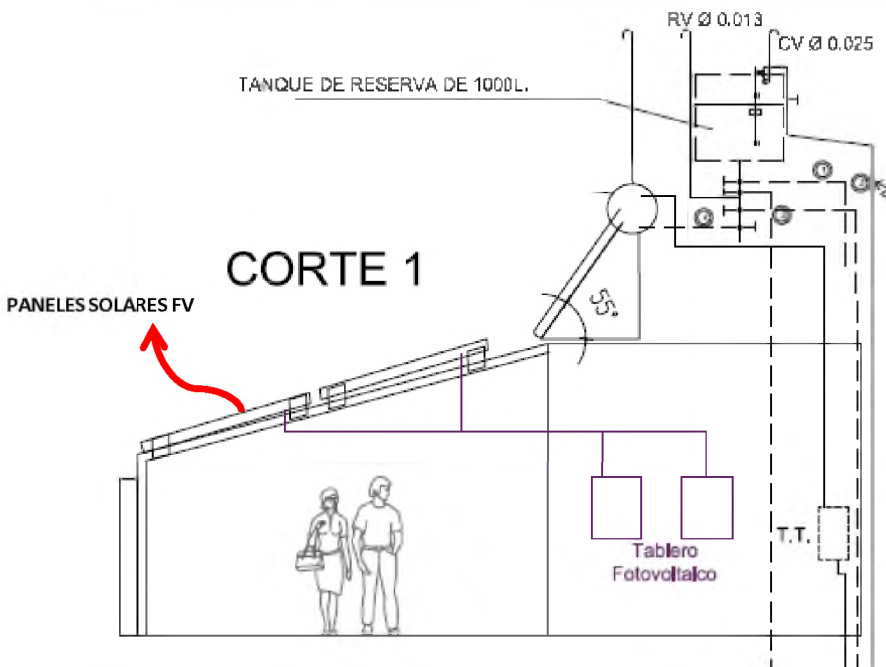 RV Ø 0.013
CV Ø 0.025
TANQUE DE RESERVA DE 1000L.
CORTE 1
PANELES SOLARES FV
55°
T.T.
Tablero
Fotovoltaico